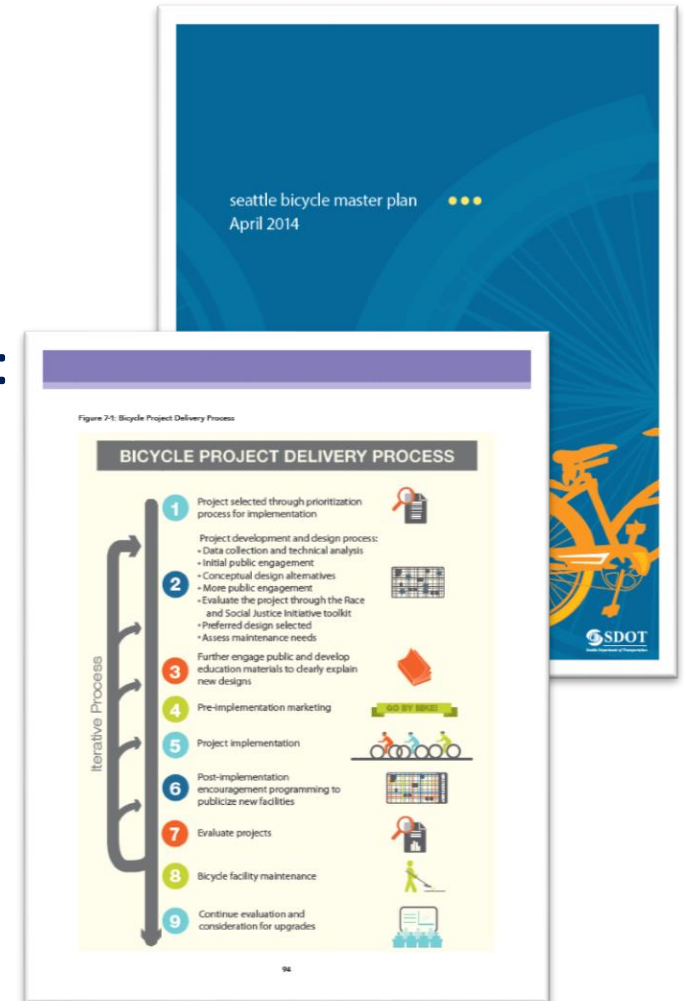 seattle bicycle master plan
April 2014
SDOT
Seattle Department of Transportation
:
Figure 7-1: Bicycle Project Delivery Process
BICYCLE PROJECT DELIVERY PROCESS
Iterative Process
1 Project selected through prioritization
process for implementation
2 Project development and design process:
• Data collection and technical analysis
• Initial public engagement
• Conceptual design alternatives
• More public engagement
• Evaluate the project through the Race
and Social Justice Initiative toolkit
• Preferred design selected
• Assess maintenance needs
3 Further engage public and develop
education materials to clearly explain
new designs
4 Pre-implementation marketing
GO BY BIKE!
5 Project implementation
6 Post-implementation
encouragement programming to
publicize new facilities
7 Evaluate projects
8 Bicycle facility maintenance
9 Continue evaluation and
consideration for upgrades
94